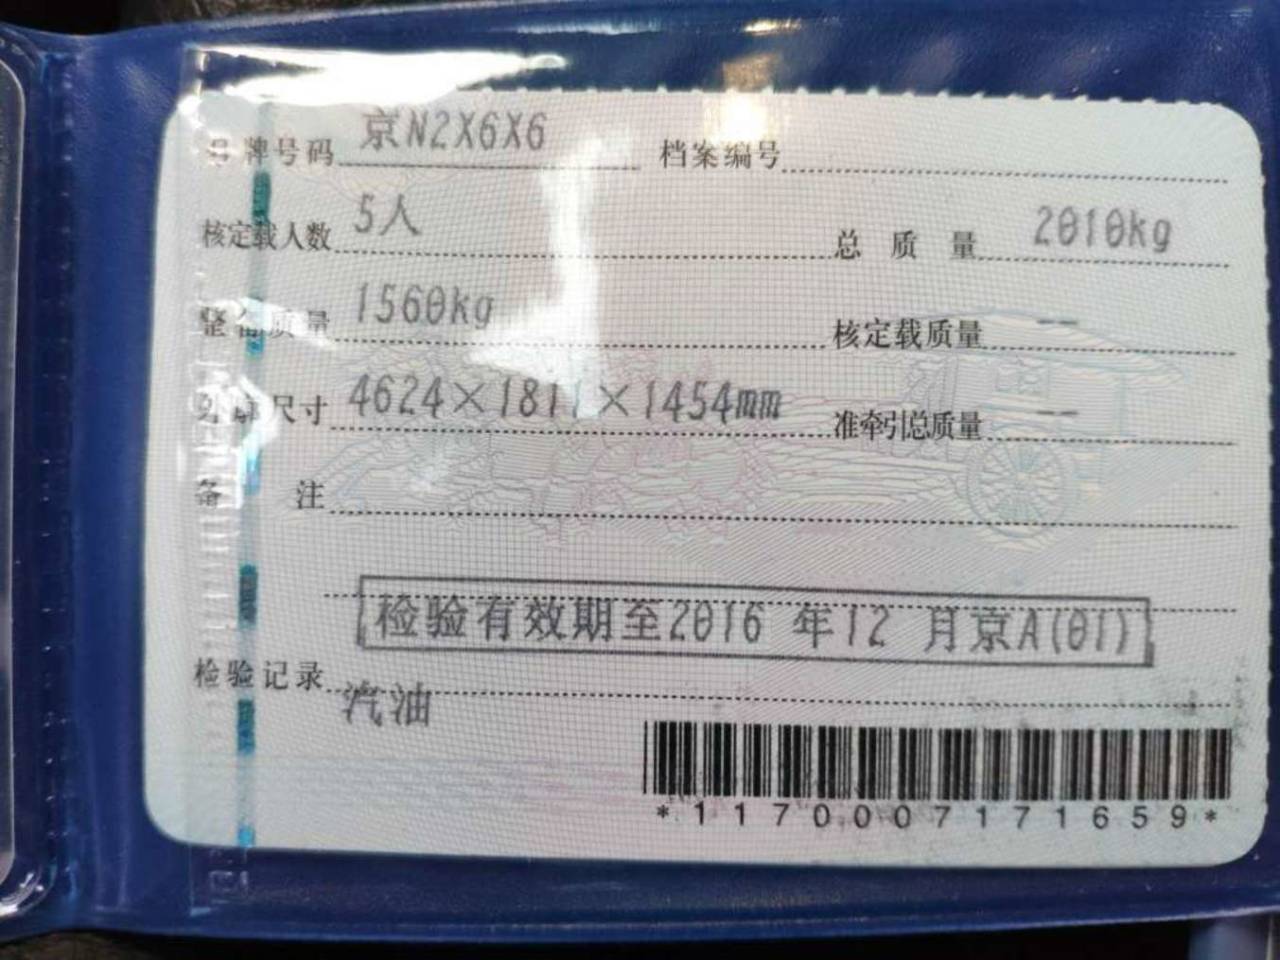 号牌号码 京N2X6X6 档案编号
核定载人数 5人 总质量 2010kg
整备质量 1560kg 核定载质量 --
外廓尺寸 4624×1811×1454mm 准牵引总质量 --
备注
检验有效期至2016年12月京A(01)
检验记录
汽油
*1170007171659*